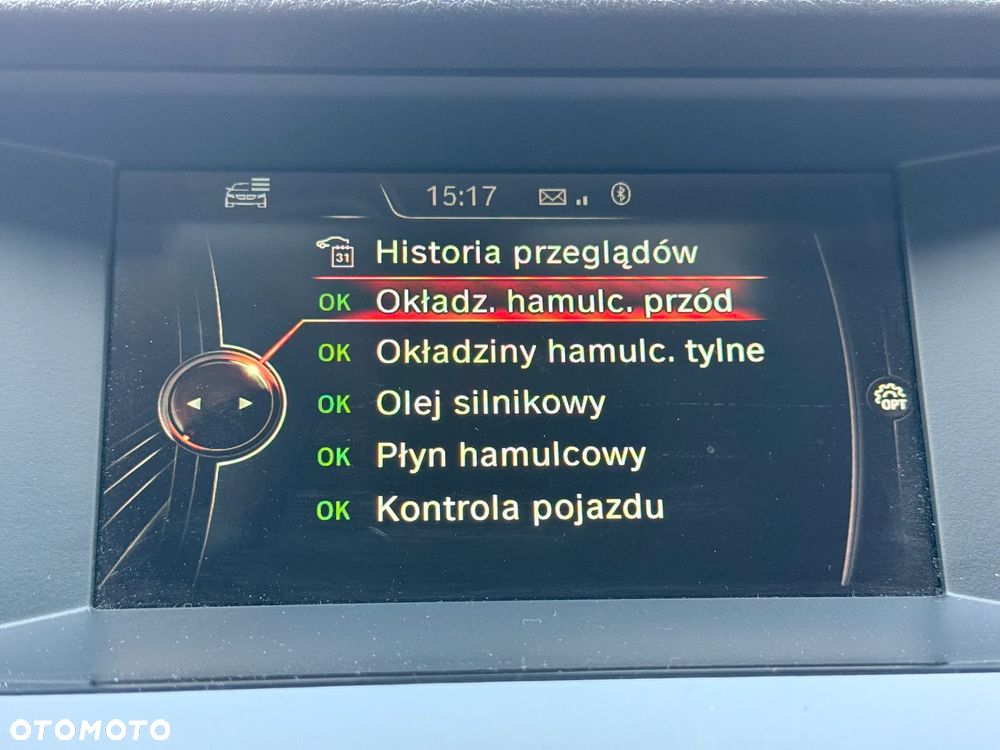 15:17
31
Historia przeglądów
OK Okładz. hamulc. przód
OK Okładziny hamulc. tylne
OK Olej silnikowy
OPT
OK Płyn hamulcowy
OK Kontrola pojazdu
OTOMOTO